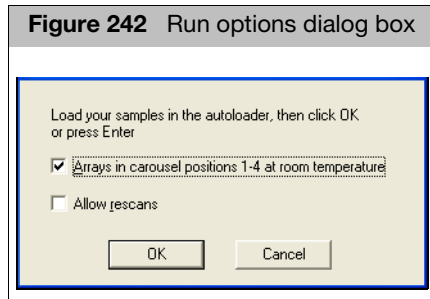 Figure 242 Run options dialog box
Load your samples in the autoloader, then click OK
or press Enter
Arrays in carousel positions 1-4 at room temperature
Allow rescans
OK Cancel